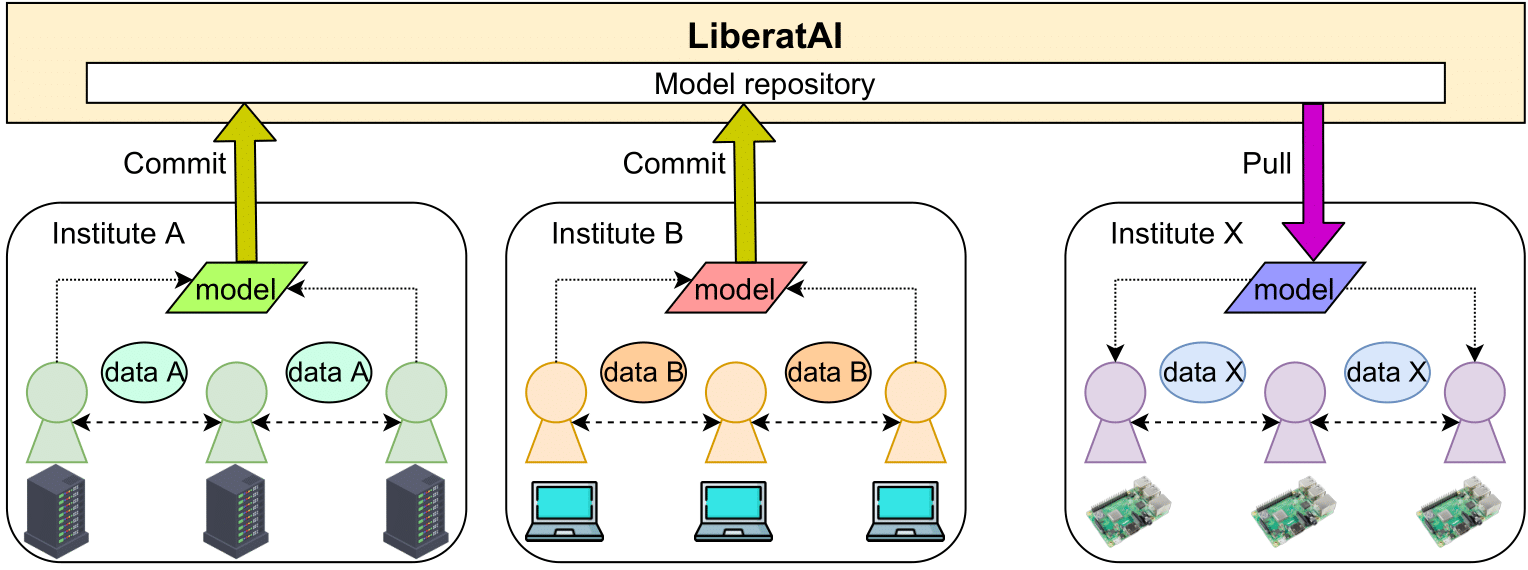 LiberatAI
Model repository
Commit
Commit
Pull
Institute A
Institute B
Institute X
model
model
model
data A
data A
data B
data B
data X
data X